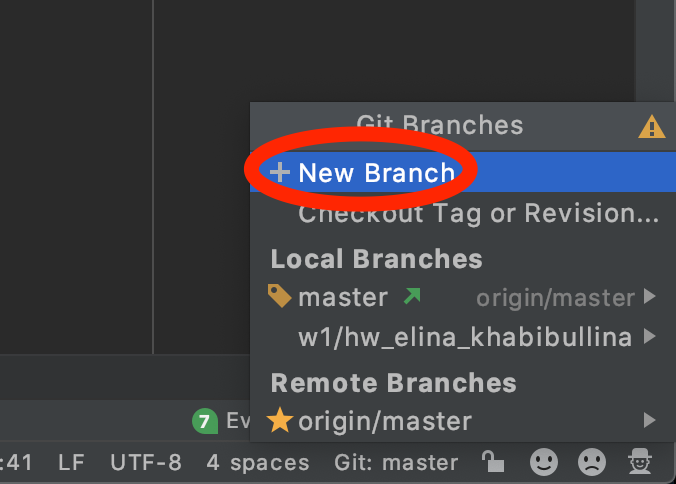 Git Branches
New Branch
Checkout Tag or Revision...
Local Branches
master origin/master
w1/hw_elina_khabibullina
Remote Branches
origin/master
7 Ev
:41 LF UTF-8 4 spaces Git: master